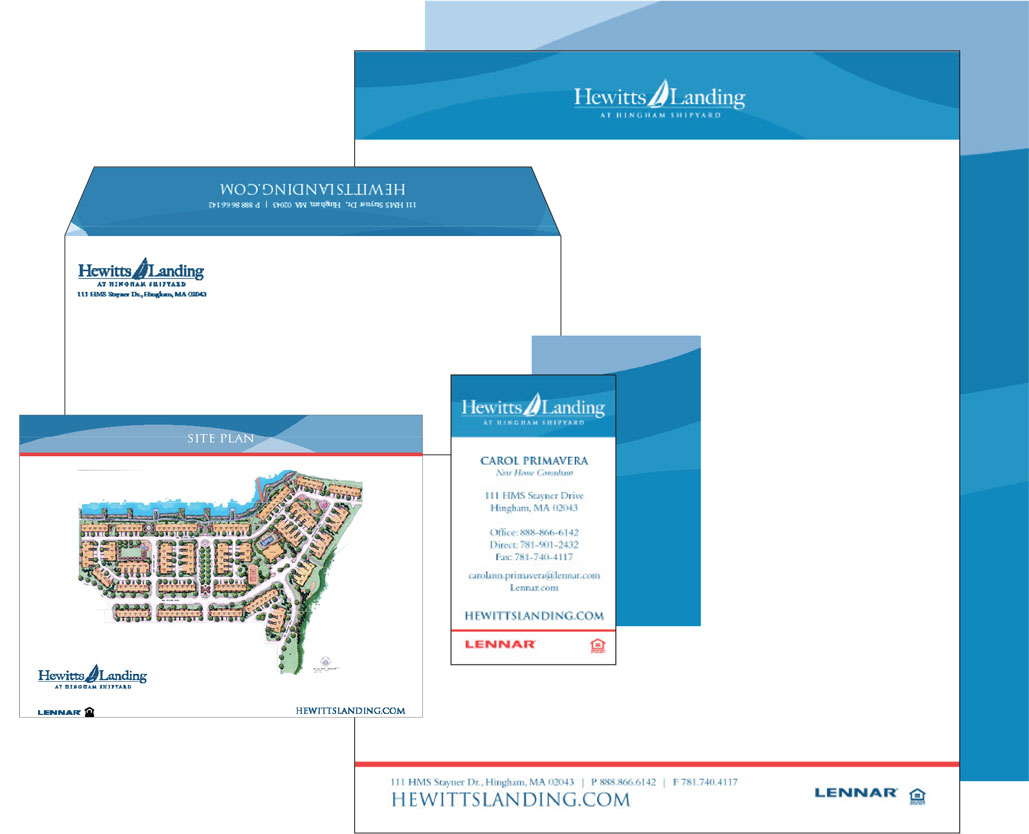 Hewitts Landing
AT HINGHAM SHIPYARD
HEWITTSLANDING.COM
111 HMS Stayner Dr., Hingham, MA 02043 | P 888 866 6142
Hewitts Landing
AT HINGHAM SHIPYARD
111 HMS Stayner Dr., Hingham, MA 02043
SITE PLAN
Hewitts Landing
AT HINGHAM SHIPYARD
LENNAR
HEWITTSLANDING.COM
Hewitts Landing
AT HINGHAM SHIPYARD
CAROL PRIMAVERA
New Home Consultant
111 HMS Stayner Drive
Hingham, MA 02043
Office: 888-866-6142
Direct: 781-901-2432
Fax: 781-740-4117
carolann.primavera@lennar.com
Lennar.com
HEWITTSLANDING.COM
LENNAR
111 HMS Stayner Dr., Hingham, MA 02043 | P 888.866.6142 | F 781.740.4117
HEWITTSLANDING.COM
LENNAR